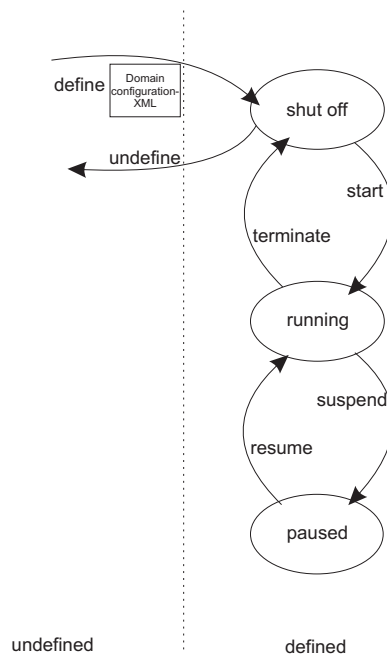 define
Domain
configuration-
XML
shut off
undefine
start
terminate
running
suspend
resume
paused
undefined
defined